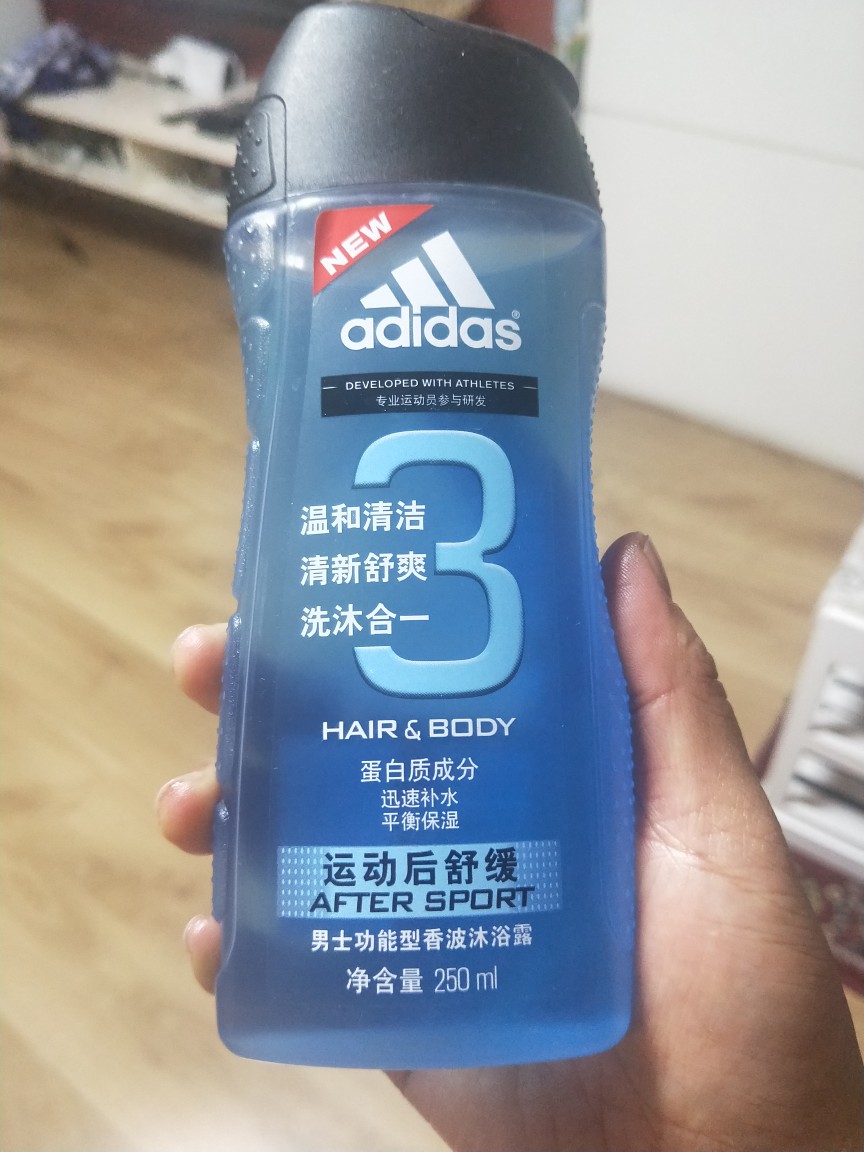 NEW
adidas®
DEVELOPED WITH ATHLETES
专业运动员参与研发
3
温和清洁
清新舒爽
洗沐合一
HAIR & BODY
蛋白质成分
迅速补水
平衡保湿
运动后舒缓
AFTER SPORT
男士功能型香波沐浴露
净含量 250 ml